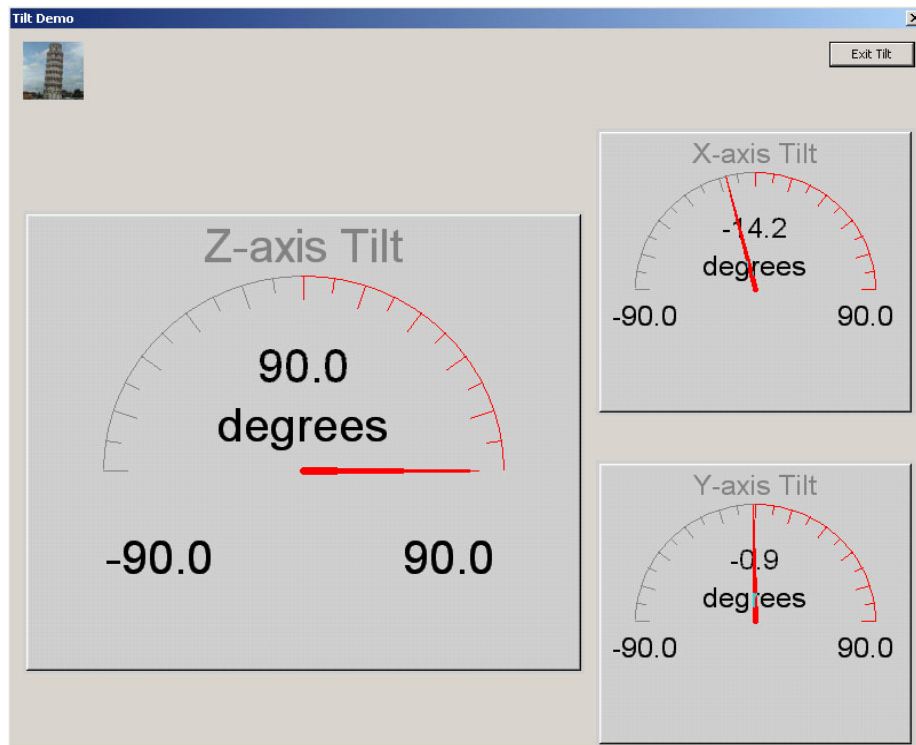 Tilt Demo
Exit Tilt
X-axis Tilt
-14.2
degrees
-90.0 90.0
Z-axis Tilt
90.0
degrees
-90.0 90.0
Y-axis Tilt
-0.9
degrees
-90.0 90.0